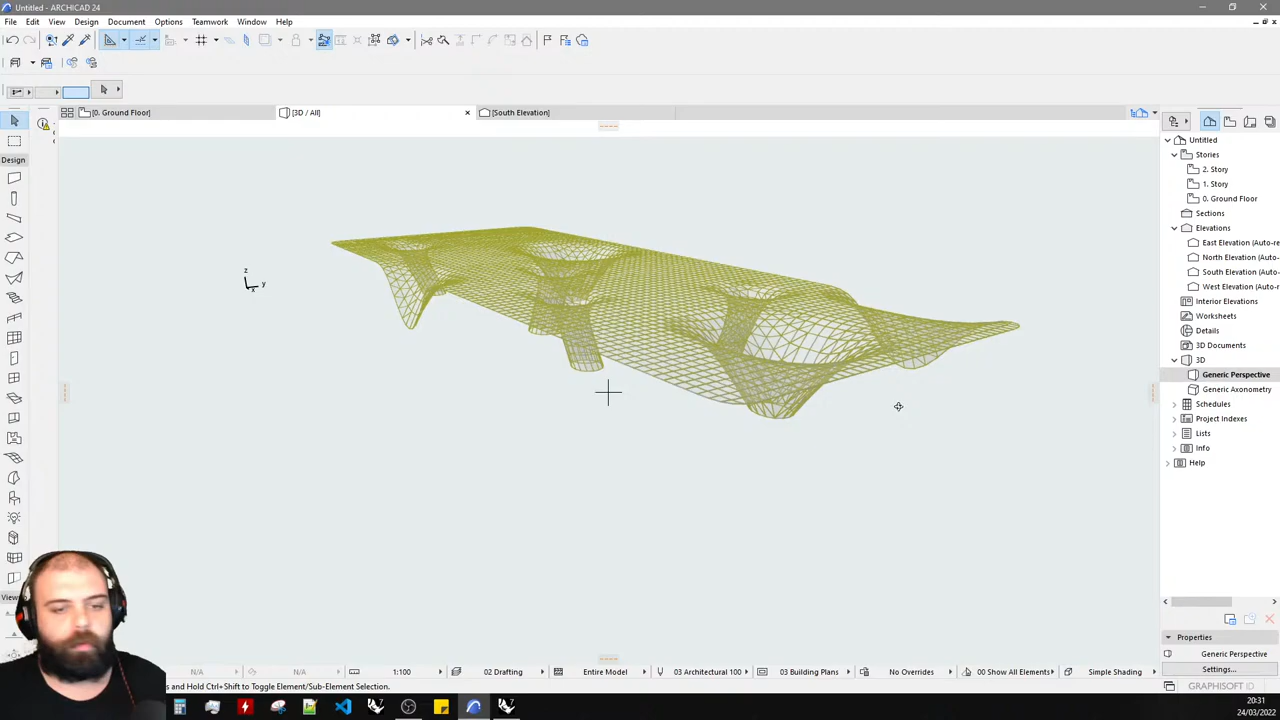 Untitled - ARCHICAD 24
File Edit View Design Document Options Teamwork Window Help
[0. Ground Floor]
[3D / All]
[South Elevation]
Design
Untitled
Stories
2. Story
1. Story
0. Ground Floor
Sections
Elevations
East Elevation (Auto-re
North Elevation (Auto-
South Elevation (Auto-
West Elevation (Auto-r
Interior Elevations
Worksheets
Details
3D Documents
3D
Generic Perspective
Generic Axonometry
Schedules
Project Indexes
Lists
Info
Help
z
y
x
Properties
Generic Perspective
Settings...
GRAPHISOFT ID
N/A
N/A
1:100
02 Drafting
Entire Model
03 Architectural 100
03 Building Plans
No Overrides
00 Show All Elements
Simple Shading
s and Hold Ctrl+Shift to Toggle Element/Sub-Element Selection.
20:31
24/03/2022